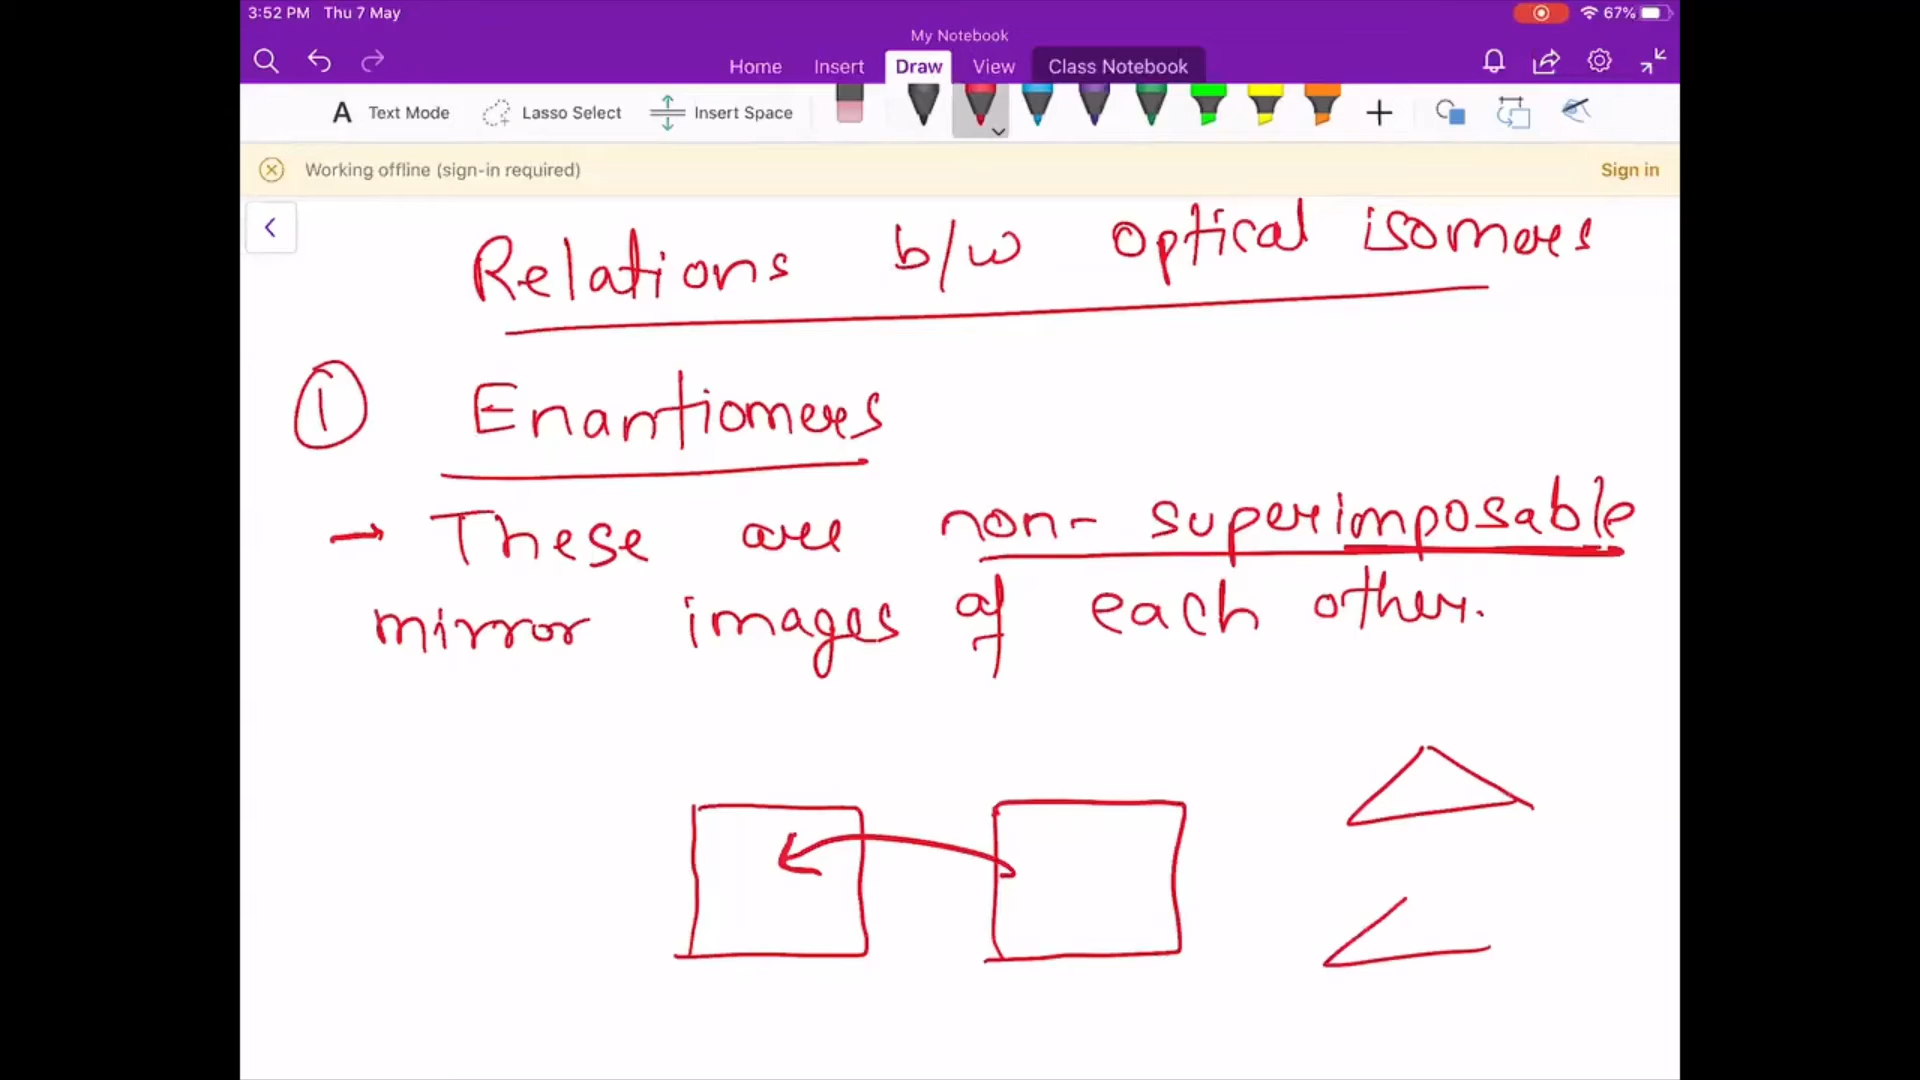 3:52 PM Thu 7 May
67%
My Notebook
Home Insert Draw View Class Notebook
A Text Mode Lasso Select Insert Space
Working offline (sign-in required) Sign in
Relations b/w optical isomers
1 Enantiomers
→ These are non-superimposable
mirror images of each other.